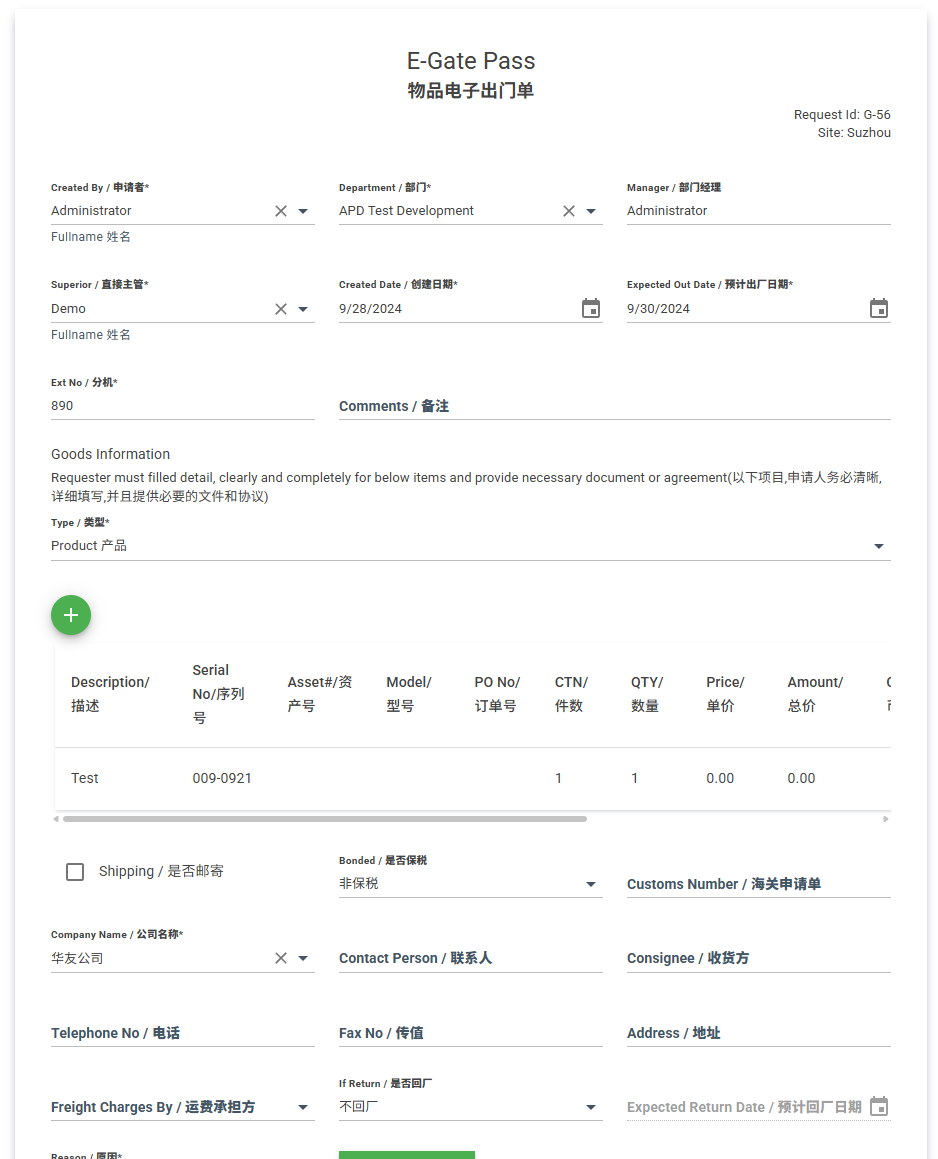 E-Gate Pass
物品电子出门单
Request Id: G-56
Site: Suzhou
Created By / 申请者*
Department / 部门*
Manager / 部门经理
Administrator
APD Test Development
Administrator
Fullname 姓名
Superior / 直接主管*
Created Date / 创建日期*
Expected Out Date / 预计出厂日期*
Demo
9/28/2024
9/30/2024
Fullname 姓名
Ext No / 分机*
890
Comments / 备注
Goods Information
Requester must filled detail, clearly and completely for below items and provide necessary document or agreement(以下项目,申请人务必清晰,
详细填写,并且提供必要的文件和协议)
Type / 类型*
Product 产品
Description/
描述
Serial
No/序列
号
Asset#/资
产号
Model/
型号
PO No/
订单号
CTN/
件数
QTY/
数量
Price/
单价
Amount/
总价
Test
009-0921
1
1
0.00
0.00
Shipping / 是否邮寄
Bonded / 是否保税
非保税
Customs Number / 海关申请单
Company Name / 公司名称*
华友公司
Contact Person / 联系人
Consignee / 收货方
Telephone No / 电话
Fax No / 传值
Address / 地址
Freight Charges By / 运费承担方
If Return / 是否回厂
不回厂
Expected Return Date / 预计回厂日期
Reason / 原因*